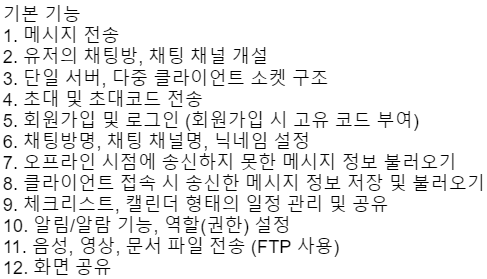 기본 기능
1. 메시지 전송
2. 유저의 채팅방, 채팅 채널 개설
3. 단일 서버, 다중 클라이언트 소켓 구조
4. 초대 및 초대코드 전송
5. 회원가입 및 로그인 (회원가입 시 고유 코드 부여)
6. 채팅방명, 채팅 채널명, 닉네임 설정
7. 오프라인 시점에 송신하지 못한 메시지 정보 불러오기
8. 클라이언트 접속 시 송신한 메시지 정보 저장 및 불러오기
9. 체크리스트, 캘린더 형태의 일정 관리 및 공유
10. 알림/알람 기능, 역할(권한) 설정
11. 음성, 영상, 문서 파일 전송 (FTP 사용)
12. 화면 공유